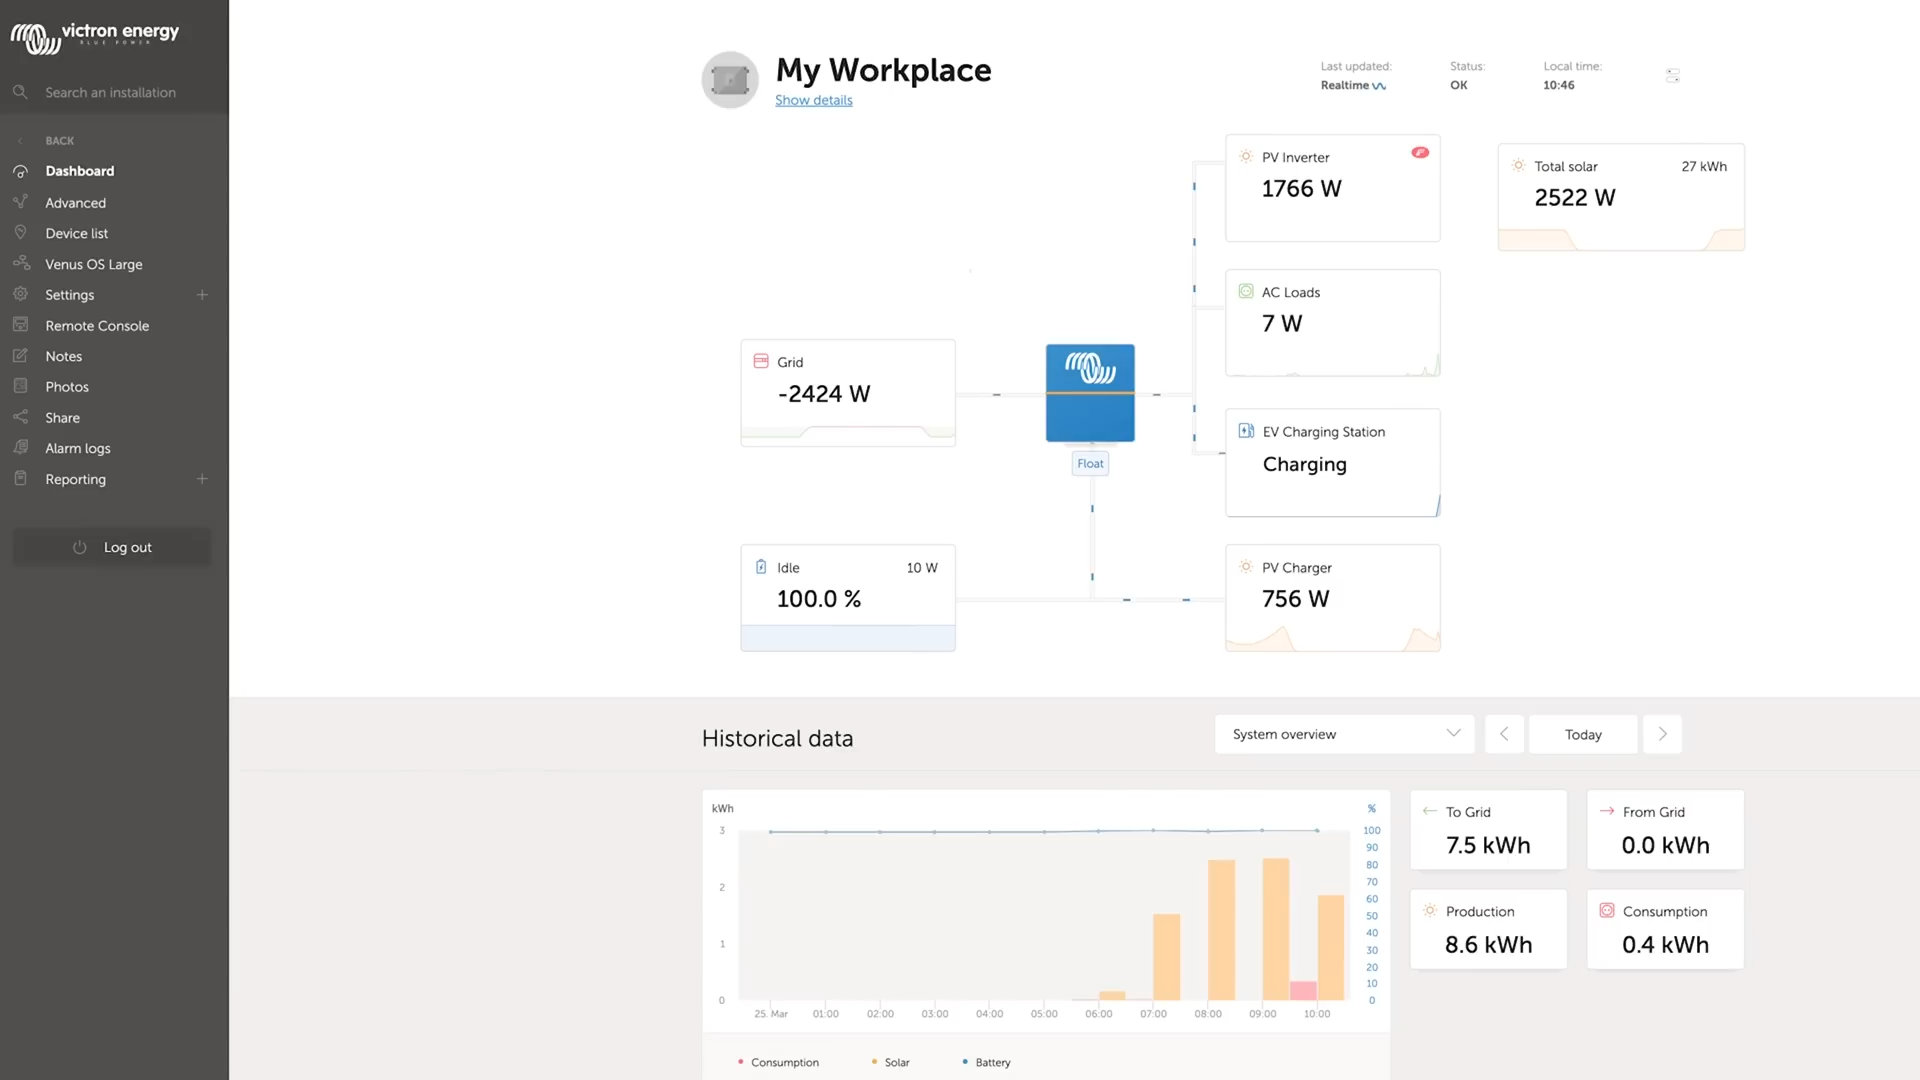 victron energy
BLUE POWER
Search an installation
BACK
Dashboard
Advanced
Device list
Venus OS Large
Settings
Remote Console
Notes
Photos
Share
Alarm logs
Reporting
Log out
My Workplace
Show details
Last updated:
Realtime
Status:
OK
Local time:
10:46
PV Inverter
1766 W
Total solar 27 kWh
2522 W
AC Loads
7 W
Grid
-2424 W
EV Charging Station
Charging
Float
Idle 10 W
100.0 %
PV Charger
756 W
Historical data
System overview
Today
kWh
3
2
1
0
%
100
90
80
70
60
50
40
30
20
10
0
25. Mar 01:00 02:00 03:00 04:00 05:00 06:00 07:00 08:00 09:00 10:00
Consumption Solar Battery
To Grid
7.5 kWh
From Grid
0.0 kWh
Production
8.6 kWh
Consumption
0.4 kWh